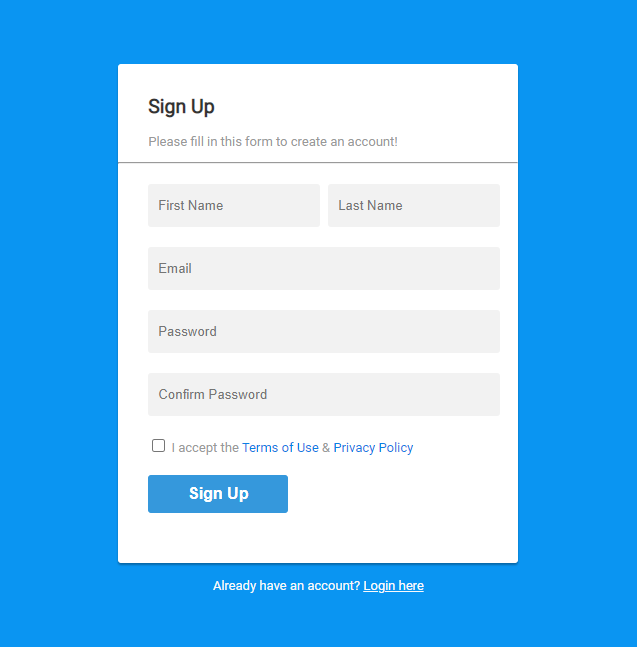 Sign Up
Please fill in this form to create an account!
First Name Last Name
Email
Password
Confirm Password
I accept the Terms of Use & Privacy Policy
Sign Up
Already have an account? Login here